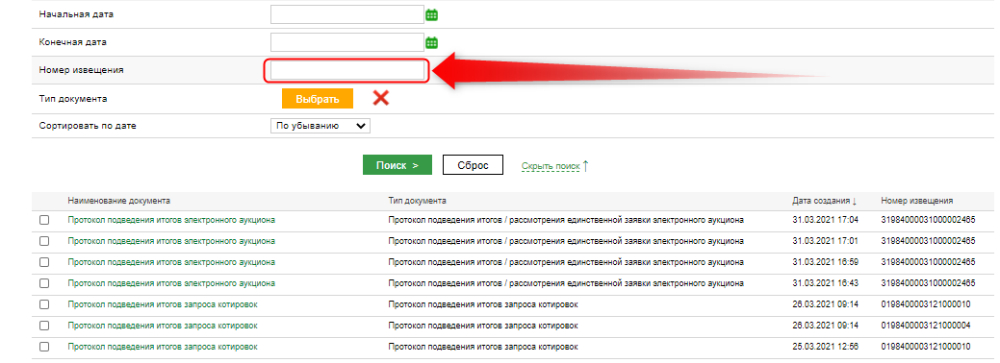 Начальная дата
Конечная дата
Номер извещения
Тип документа Выбрать
Сортировать по дате По убыванию
Поиск > Сброс Скрыть поиск ↑
Наименование документа Тип документа Дата создания ↓ Номер извещения
Протокол подведения итогов электронного аукциона Протокол подведения итогов / рассмотрения единственной заявки электронного аукциона 31.03.2021 17:04 31984000031000002465
Протокол подведения итогов электронного аукциона Протокол подведения итогов / рассмотрения единственной заявки электронного аукциона 31.03.2021 17:01 31984000031000002465
Протокол подведения итогов электронного аукциона Протокол подведения итогов / рассмотрения единственной заявки электронного аукциона 31.03.2021 16:59 31984000031000002465
Протокол подведения итогов электронного аукциона Протокол подведения итогов / рассмотрения единственной заявки электронного аукциона 31.03.2021 16:43 31984000031000002465
Протокол подведения итогов запроса котировок Протокол подведения итогов запроса котировок 26.03.2021 09:14 0198400003121000010
Протокол подведения итогов запроса котировок Протокол подведения итогов запроса котировок 26.03.2021 09:14 0198400003121000004
Протокол подведения итогов запроса котировок Протокол подведения итогов запроса котировок 25.03.2021 12:56 0198400003121000010